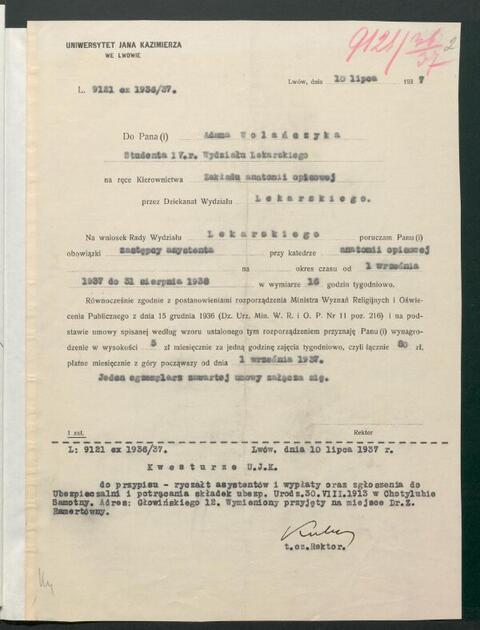 UNIWERSYTET JANA KAZIMIERZA
WE LWOWIE
9121/36/37 2
Lwów, dnia 10 lipca 1937
L. 9121 ex 1936/37.
Do Pana(i) Adama Wolańczyka
Studenta IV.r. Wydziału Lekarskiego
na ręce Kierownictwa Zakładu anatomii opisowej
przez Dziekanat Wydziału Lekarskiego.
Na wniosek Rady Wydziału Lekarskiego poruczam Panu(i)
obowiązki zastępcy asystenta przy katedrze anatomii opisowej
na okres czasu od 1 września
1937 do 31 sierpnia 1938 w wymiarze 16 godzin tygodniowo.
Równocześnie zgodnie z postanowieniami rozporządzenia Ministra Wyznań Religijnych i Oświe-
cenia Publicznego z dnia 15 grudnia 1936 (Dz. Urz. Min. W. R. i O. P. Nr 11 poz. 216) i na pod-
stawie umowy spisanej według wzoru ustalonego tym rozporządzeniem przyznaję Panu(i) wynagro-
dzenie w wysokości 5 zł miesięcznie za jedną godzinę zajęcia tygodniowo, czyli łącznie 80 zł,
płatne miesięcznie z góry począwszy od dnia 1 września 1937.
Jeden egzemplarz zawartej umowy załącza się.
1 zał. Rektor
L: 9121 ex 1936/37. Lwów, dnia 10 lipca 1937 r.
Kwesturze U.J.K.
do przypisu - ryczałt asystentów i wypłaty oraz zgłoszenia do
Ubezpieczalni i potrącania składek ubezp. Urodz.30.VIII.1913 w Chotylubie
Samotny. Adres: Głowińskiego 12. Wymieniony przyjęty na miejsce Dr.Z.
Ramertówny.
t.cz.Rektor.